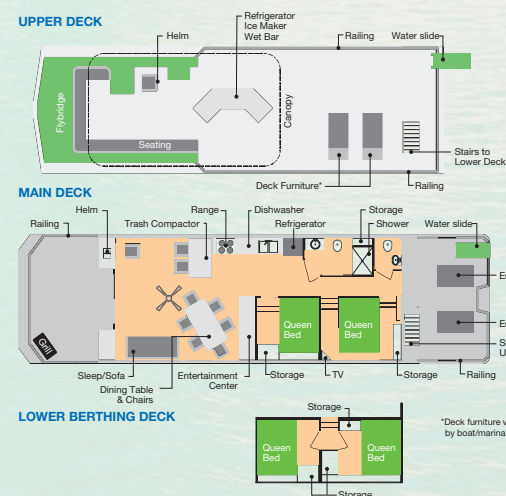 UPPER DECK
Refrigerator
Ice Maker
Wet Bar
Helm
Railing
Water slide
Flybridge
Canopy
Seating
Stairs to
Lower Deck
Deck Furniture*
Railing
MAIN DECK
Helm
Range
Dishwasher
Storage
Railing
Trash Compactor
Refrigerator
Shower
Water slide
Grill
Queen
Bed
Queen
Bed
Sleep/Sofa
Entertainment
Center
Storage
TV
Storage
Railing
Dining Table
& Chairs
LOWER BERTHING DECK
Storage
*Deck furniture
by boat/marina
Queen
Bed
Queen
Bed
Storage